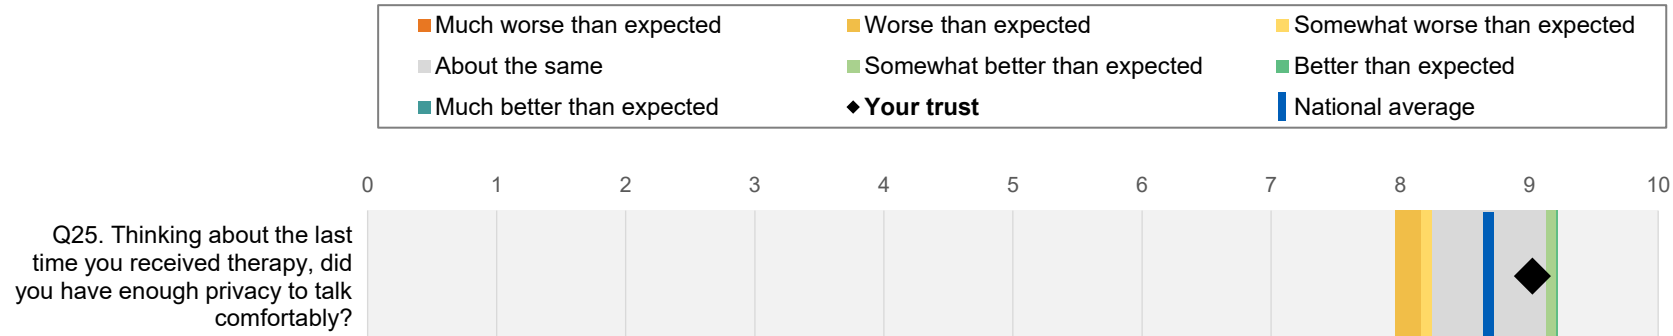 Much worse than expected
Worse than expected
Somewhat worse than expected
About the same
Somewhat better than expected
Better than expected
Much better than expected
Your trust
National average
0 1 2 3 4 5 6 7 8 9 10
Q25. Thinking about the last
time you received therapy, did
you have enough privacy to talk
comfortably?